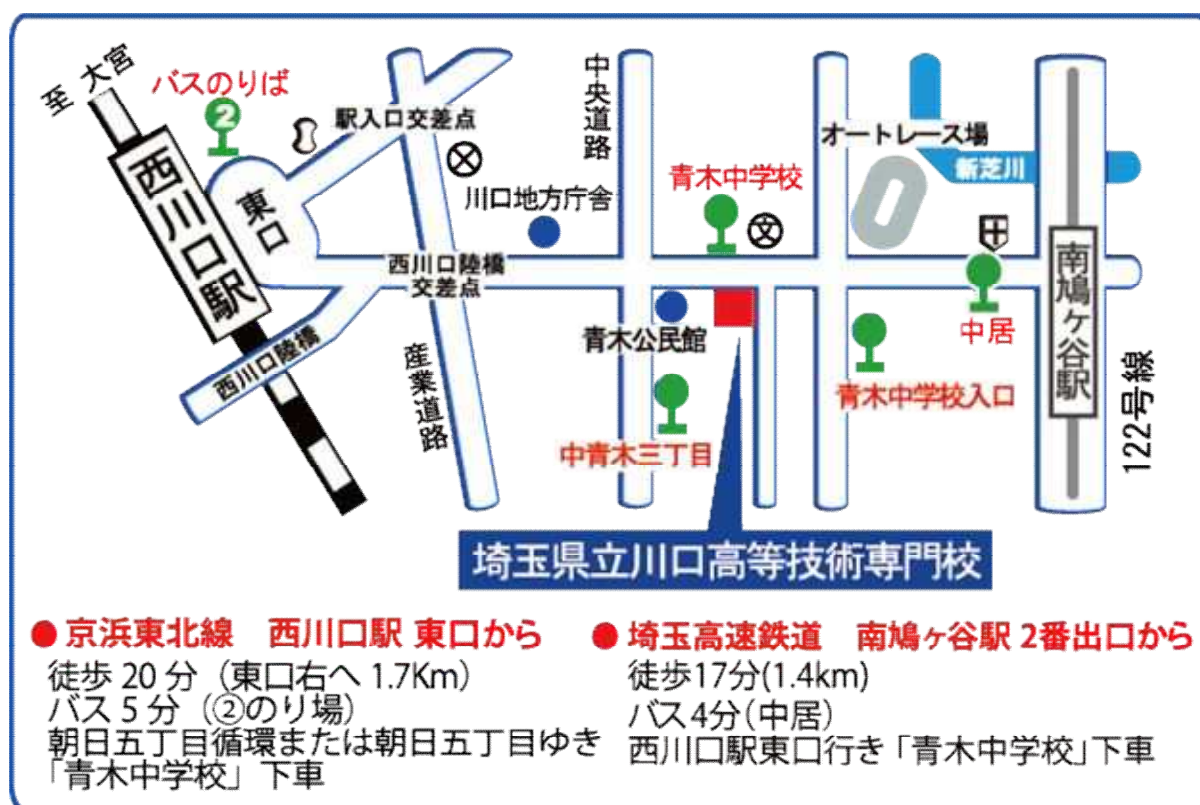 至 大宮
バスのりば
2
西川口駅
東口
駅入口交差点
川口地方庁舎
西川口陸橋
交差点
西川口陸橋
産業道路
中央道路
青木中学校
文
オートレース場
新芝川
青木公民館
中青木三丁目
青木中学校入口
中居
南鳩ヶ谷駅
122号線
埼玉県立川口高等技術専門校
● 京浜東北線 西川口駅 東口から
徒歩 20 分（東口右へ 1.7Km）
バス 5 分（②のり場）
朝日五丁目循環または朝日五丁目ゆき
「青木中学校」下車
● 埼玉高速鉄道 南鳩ヶ谷駅 2番出口から
徒歩17分(1.4km)
バス4分(中居)
西川口駅東口行き「青木中学校」下車